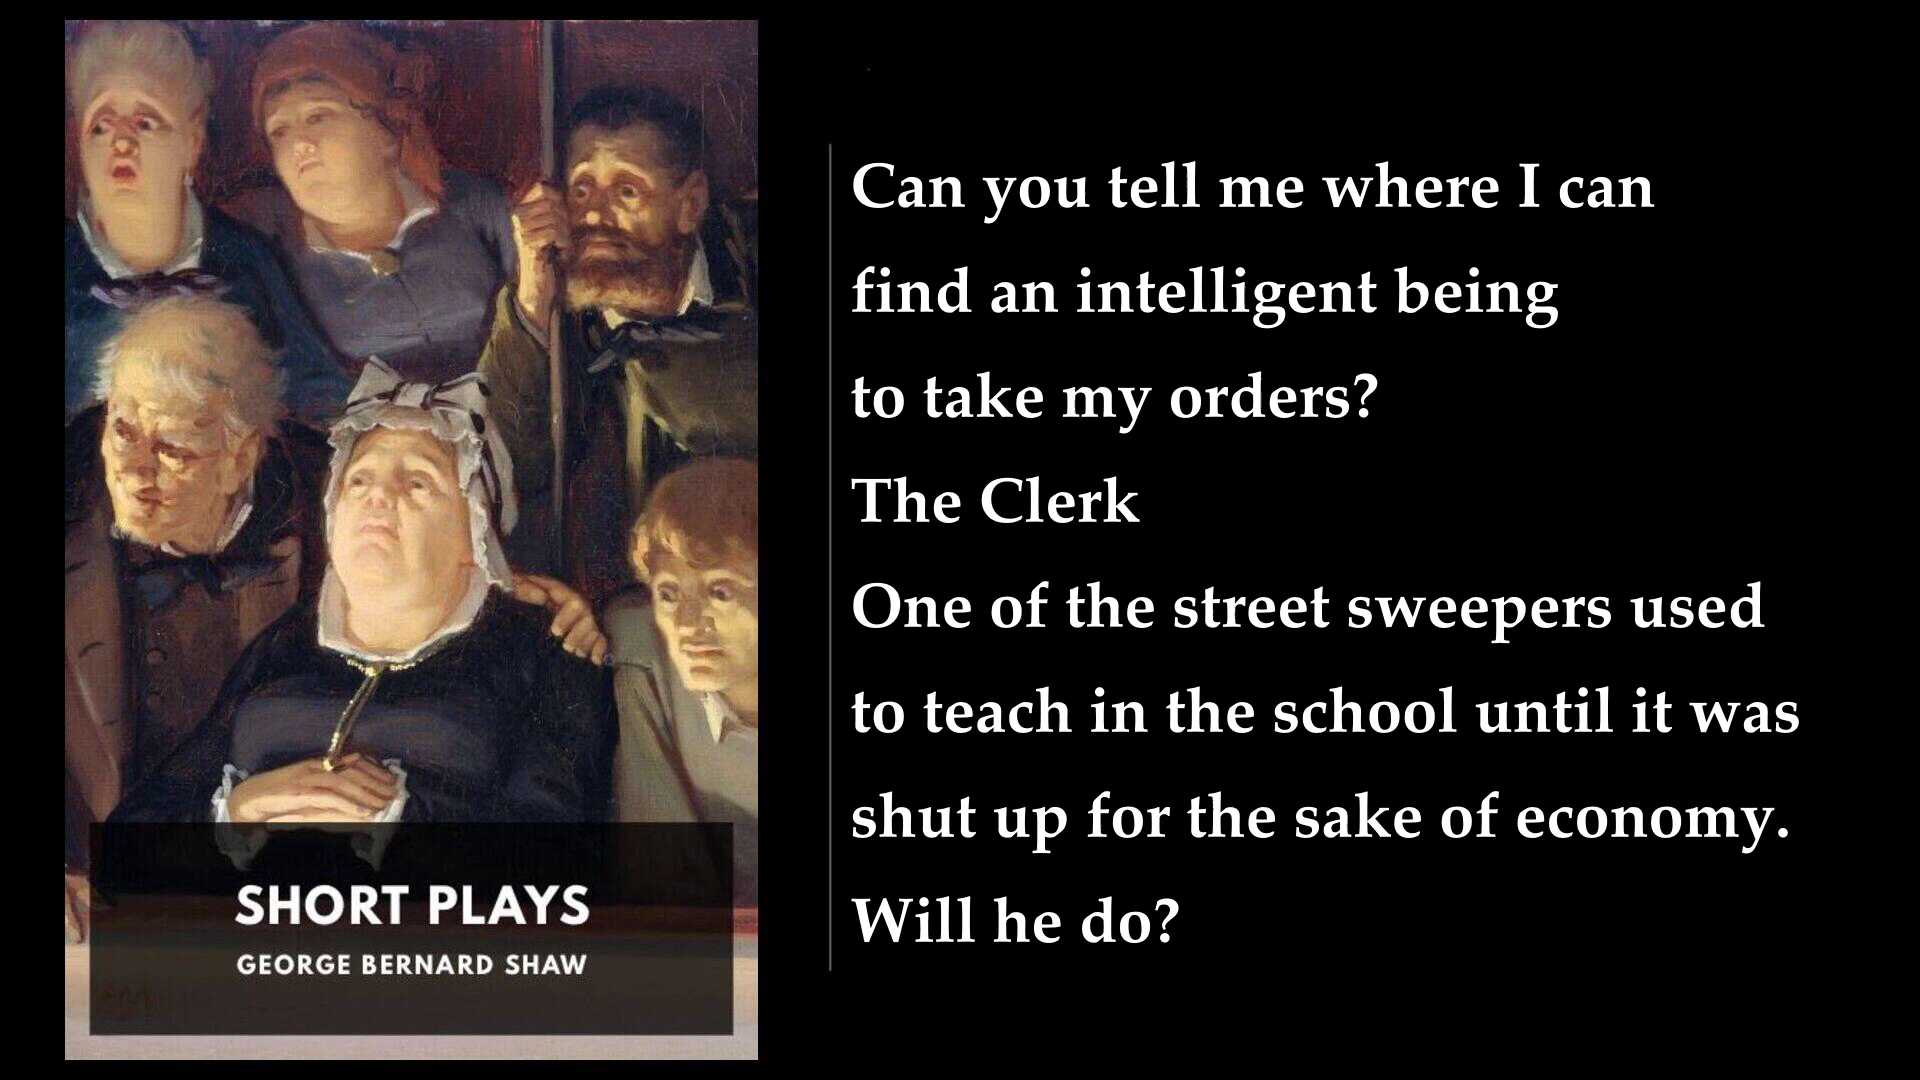 SHORT PLAYS
GEORGE BERNARD SHAW
Can you tell me where I can
find an intelligent being
to take my orders?
The Clerk
One of the street sweepers used
to teach in the school until it was
shut up for the sake of economy.
Will he do?